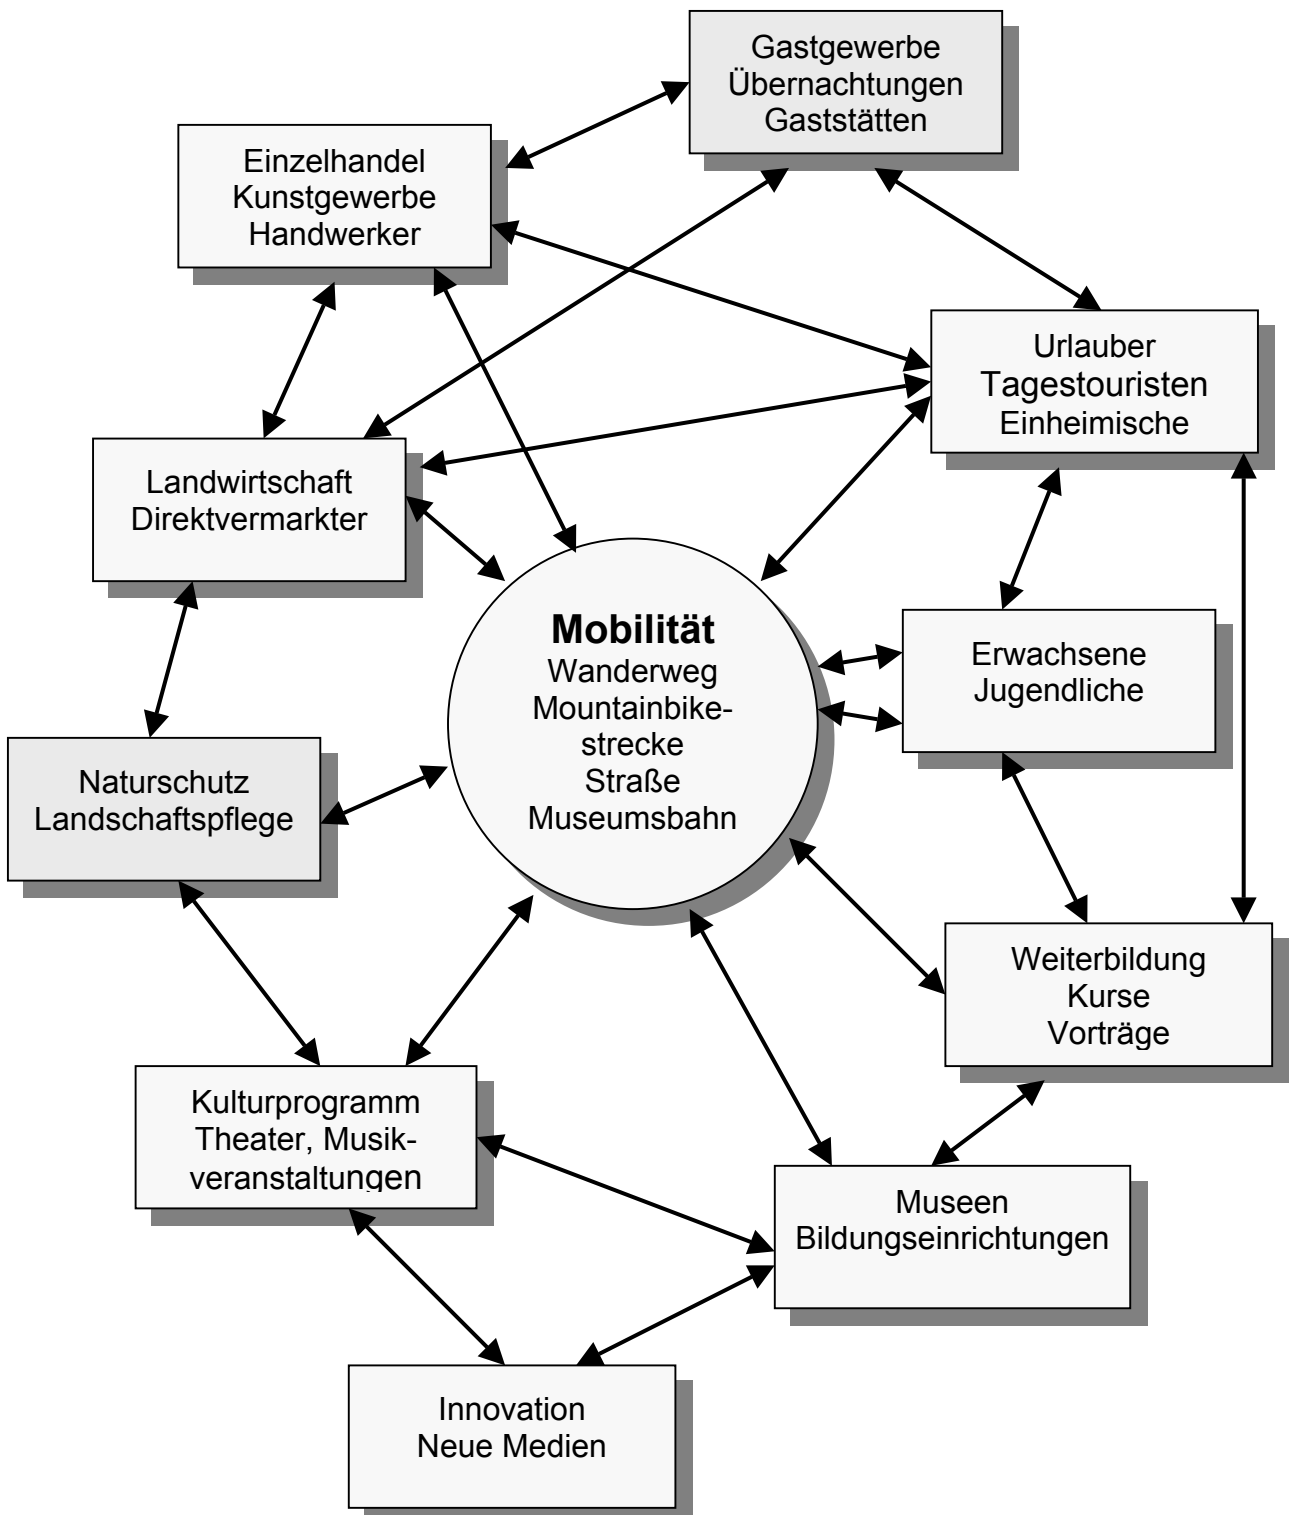 Gastgewerbe
Übernachtungen
Gaststätten
Einzelhandel
Kunstgewerbe
Handwerker
Urlauber
Tagestouristen
Einheimische
Landwirtschaft
Direktvermarkter
Mobilität
Wanderweg
Mountainbike-
strecke
Straße
Museumsbahn
Erwachsene
Jugendliche
Naturschutz
Landschaftspflege
Weiterbildung
Kurse
Vorträge
Kulturprogramm
Theater, Musik-
veranstaltungen
Museen
Bildungseinrichtungen
Innovation
Neue Medien